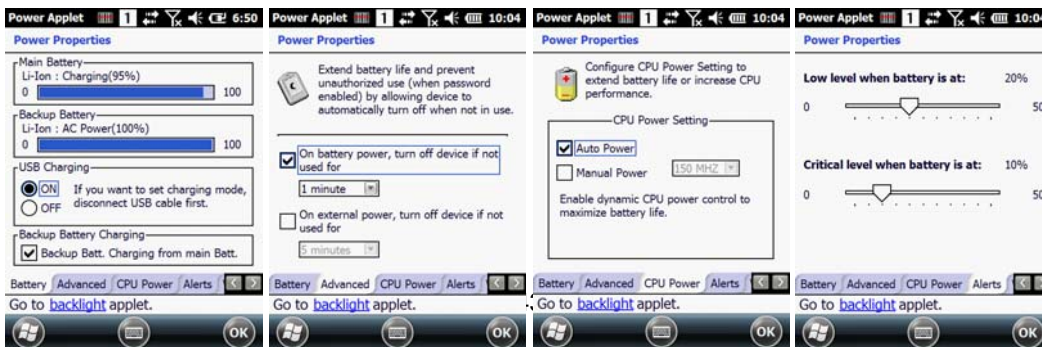 Power Applet 1 6:50
Power Properties
Main Battery
Li-Ion : Charging(95%)
0 100
Backup Battery
Li-Ion : AC Power(100%)
0 100
USB Charging
ON
OFF
If you want to set charging mode,
disconnect USB cable first.
Backup Battery Charging
Backup Batt. Charging from main Batt.
Battery Advanced CPU Power Alerts
Go to backlight applet.
OK
Power Applet 1 10:04
Power Properties
Extend battery life and prevent
unauthorized use (when password
enabled) by allowing device to
automatically turn off when not in use.
On battery power, turn off device if not
used for
1 minute
On external power, turn off device if not
used for
5 minutes
Battery Advanced CPU Power Alerts
Go to backlight applet.
OK
Power Applet 1 10:04
Power Properties
Configure CPU Power Setting to
extend battery life or increase CPU
performance.
CPU Power Setting
Auto Power
Manual Power 150 MHZ
Enable dynamic CPU power control to
maximize battery life.
Battery Advanced CPU Power Alerts
Go to backlight applet.
OK
Power Applet 1 10:04
Power Properties
Low level when battery is at: 20%
0 50
Critical level when battery is at: 10%
0 50
Battery Advanced CPU Power Alerts
Go to backlight applet.
OK